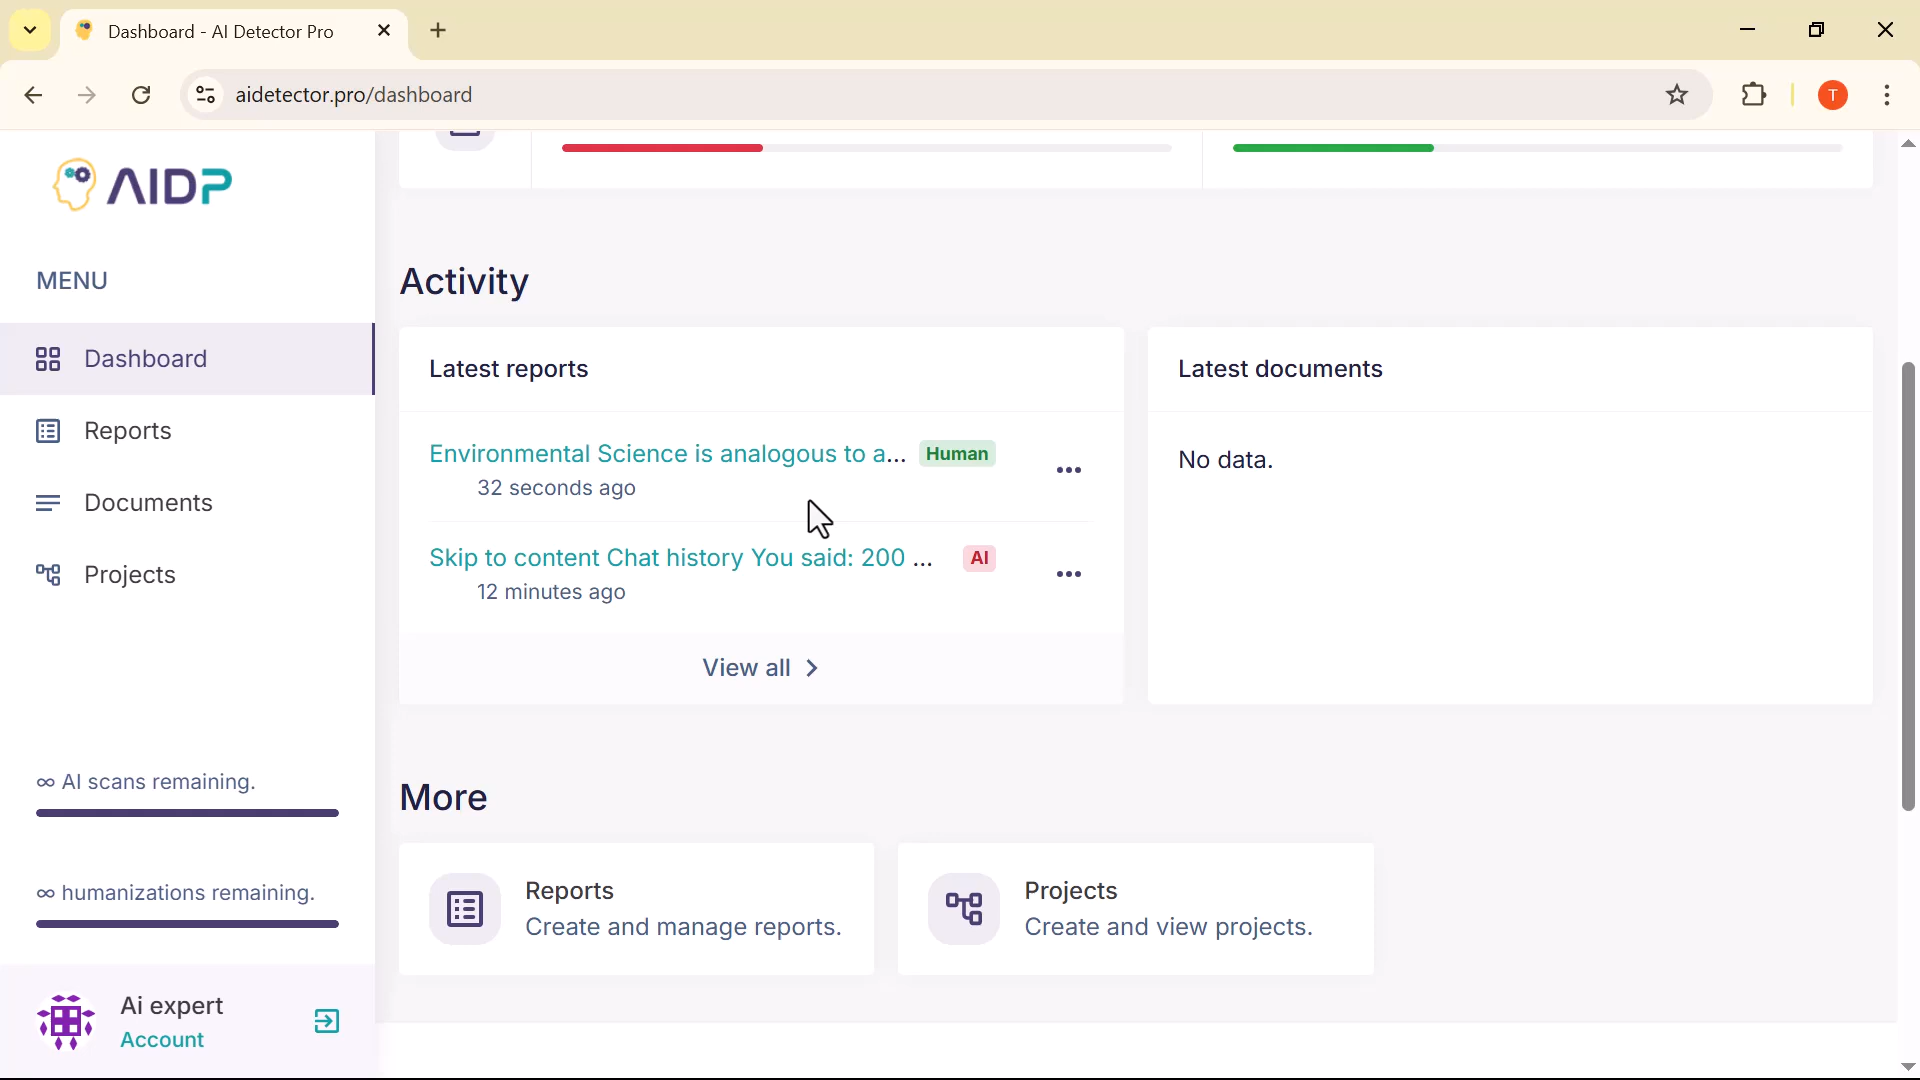 Dashboard - AI Detector Pro
aidetector.pro/dashboard
T
AIDP
MENU
Dashboard
Reports
Documents
Projects
∞ AI scans remaining.
∞ humanizations remaining.
Ai expert
Account
Activity
Latest reports
Environmental Science is analogous to a... Human
32 seconds ago
Skip to content Chat history You said: 200 ... AI
12 minutes ago
View all
Latest documents
No data.
More
Reports
Create and manage reports.
Projects
Create and view projects.